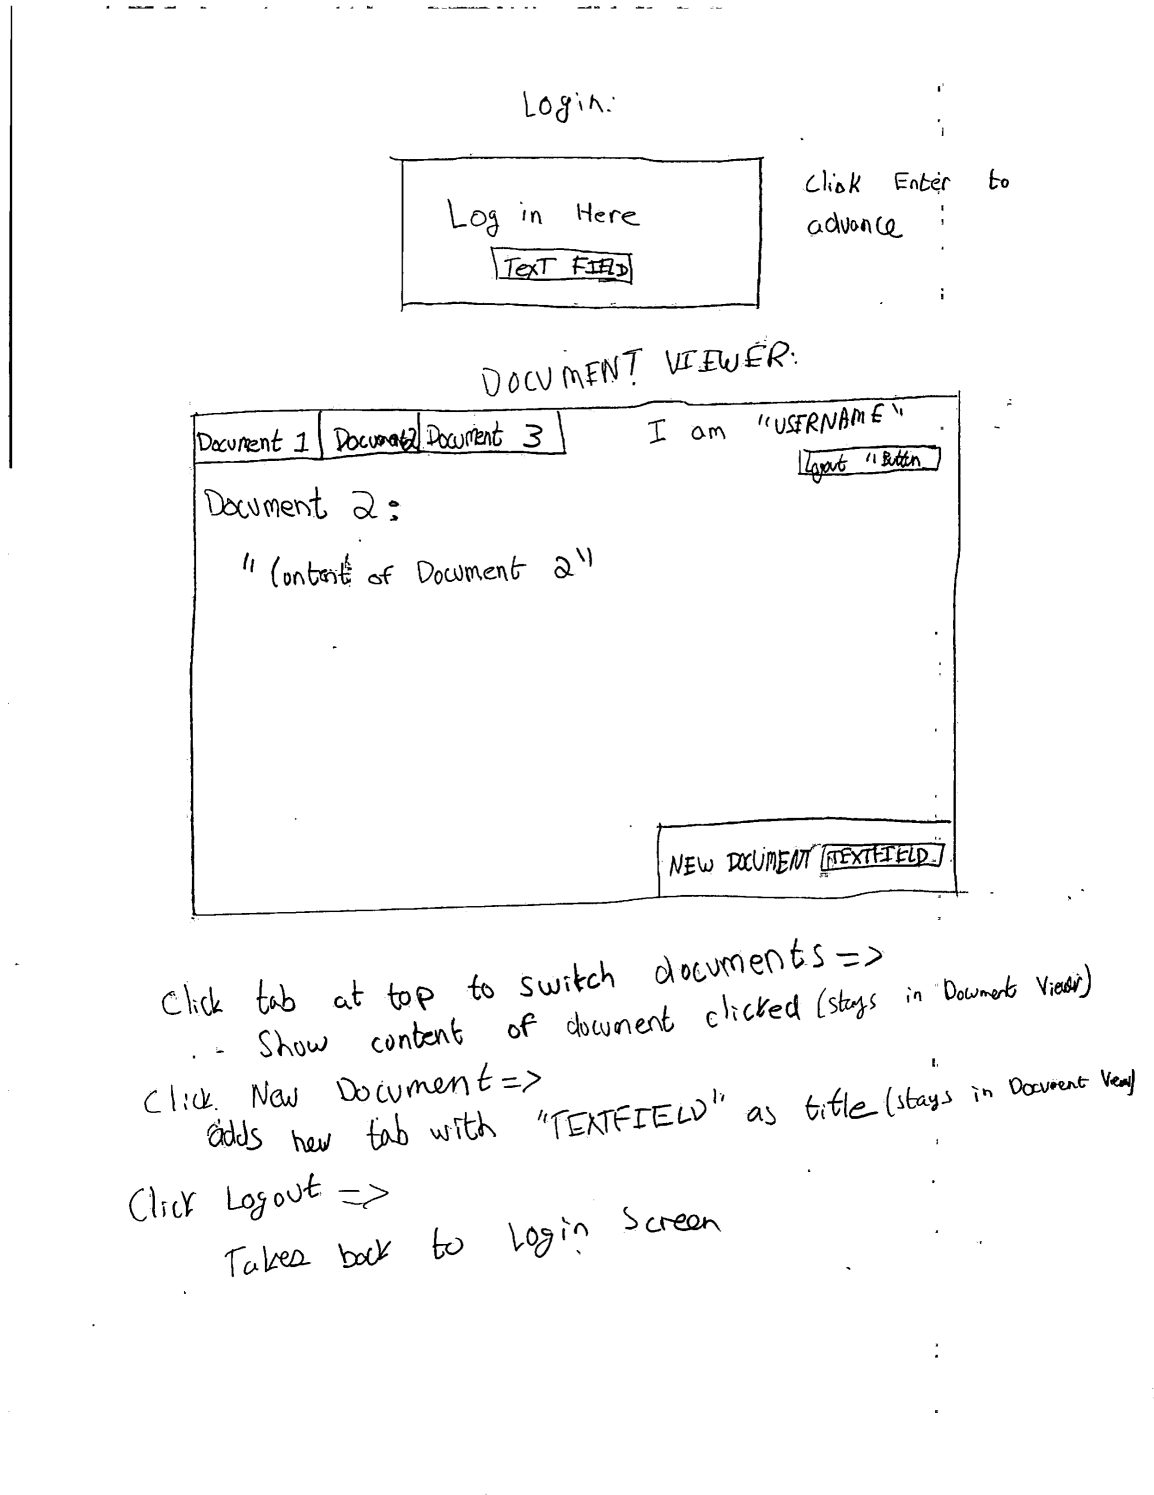 Login:
Log in Here
TexT FIELD
Click Enter to
advance
DOCUMENT VIEWER:
Document 1
Document 2
Document 3
I am "USERNAME"
Logout "Button
Document 2:
"Content of Document 2"
NEW DOCUMENT
TEXTFIELD
Click tab at top to switch documents =>
- Show content of document clicked (stays in Document Viewer)
Click New Document =>
adds new tab with "TEXTFIELD" as title (stays in Document View)
Click Logout =>
Takes back to Login Screen